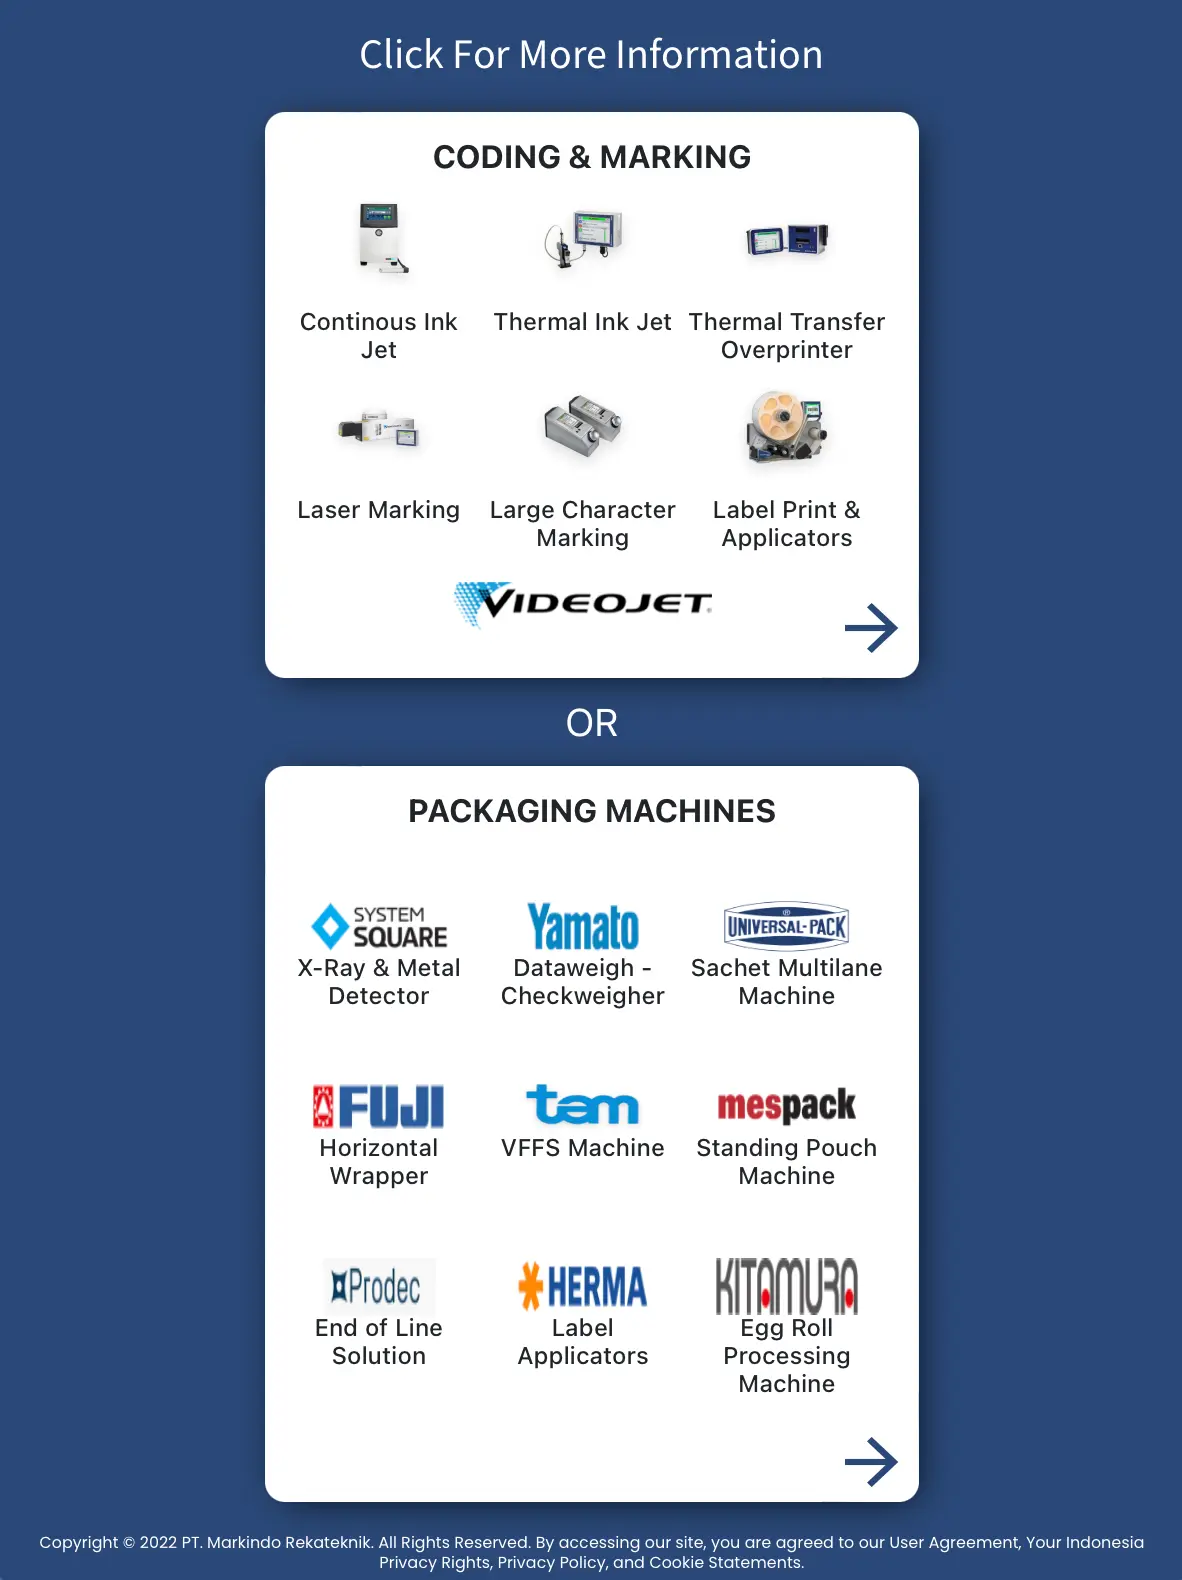 Click For More Information
CODING & MARKING
Continous Ink
Jet
Thermal Ink Jet
Thermal Transfer
Overprinter
Laser Marking
Large Character
Marking
Label Print &
Applicators
VIDEOJET
OR
PACKAGING MACHINES
SYSTEM
SQUARE
X-Ray & Metal
Detector
Yamato
Dataweigh -
Checkweigher
UNIVERSAL-PACK
Sachet Multilane
Machine
FUJI
Horizontal
Wrapper
tam
VFFS Machine
mespack
Standing Pouch
Machine
Prodec
End of Line
Solution
HERMA
Label
Applicators
KITAMURA
Egg Roll
Processing
Machine
Copyright © 2022 PT. Markindo Rekateknik. All Rights Reserved. By accessing our site, you are agreed to our User Agreement, Your Indonesia
Privacy Rights, Privacy Policy, and Cookie Statements.